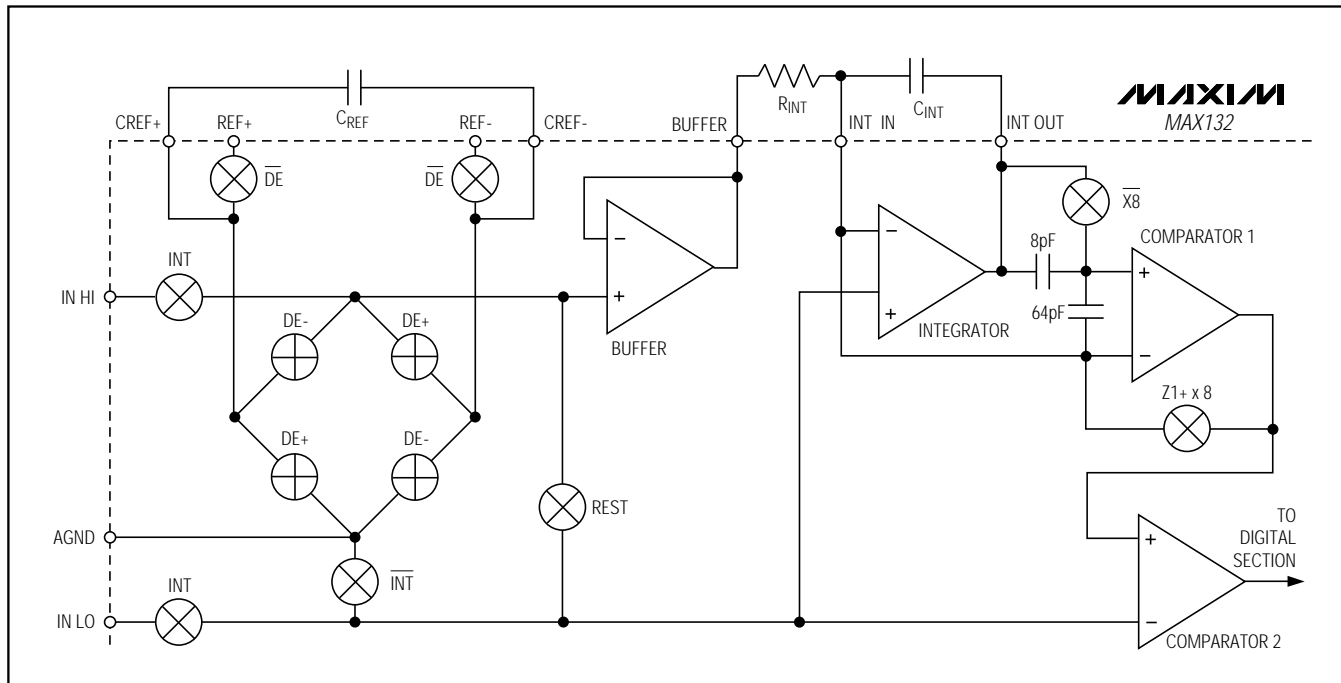 MAXIM
MAX132
CREF+
REF+
CREF
REF-
CREF-
BUFFER
RINT
INT IN
CINT
INT OUT
DE
DE
X8
IN HI
INT
DE-
DE+
DE+
DE-
AGND
INT
INT
IN LO
REST
-
+
BUFFER
-
+
INTEGRATOR
8pF
64pF
COMPARATOR 1
+
-
Z1+ x 8
+
-
COMPARATOR 2
TO
DIGITAL
SECTION